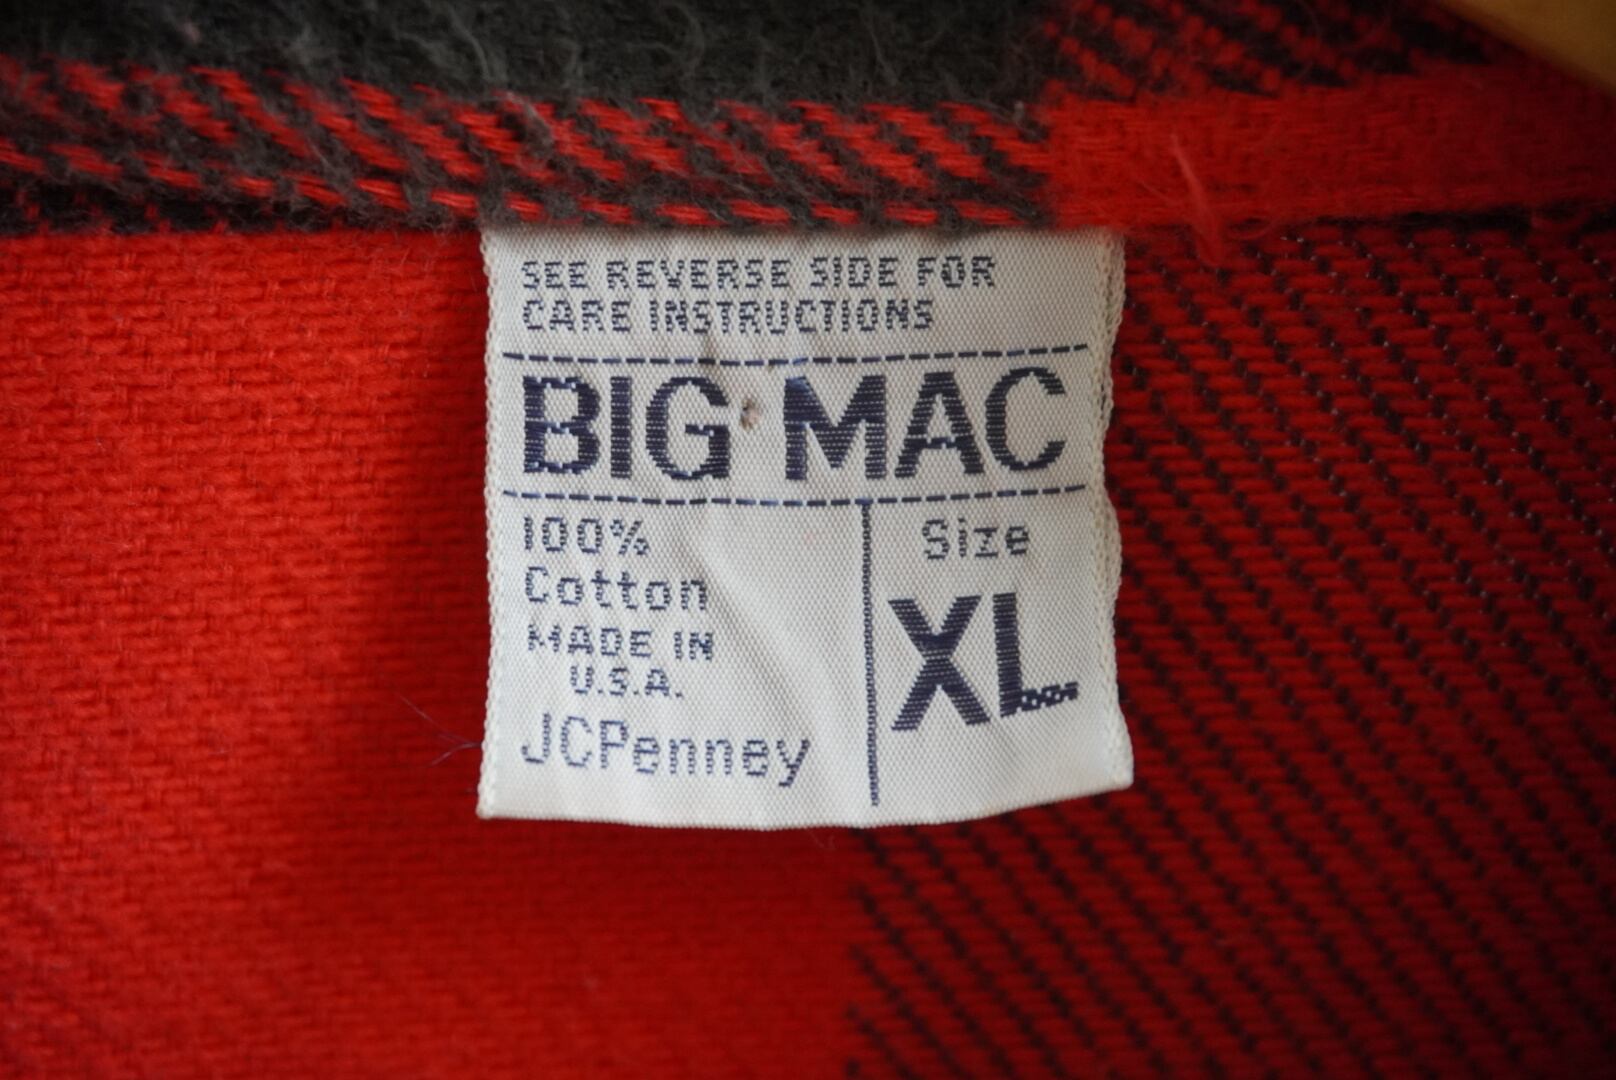 SEE REVERSE SIDE FOR
CARE INSTRUCTIONS
BIG MAC
100%
Cotton
MADE IN
U.S.A.
JCPenney
Size
XL